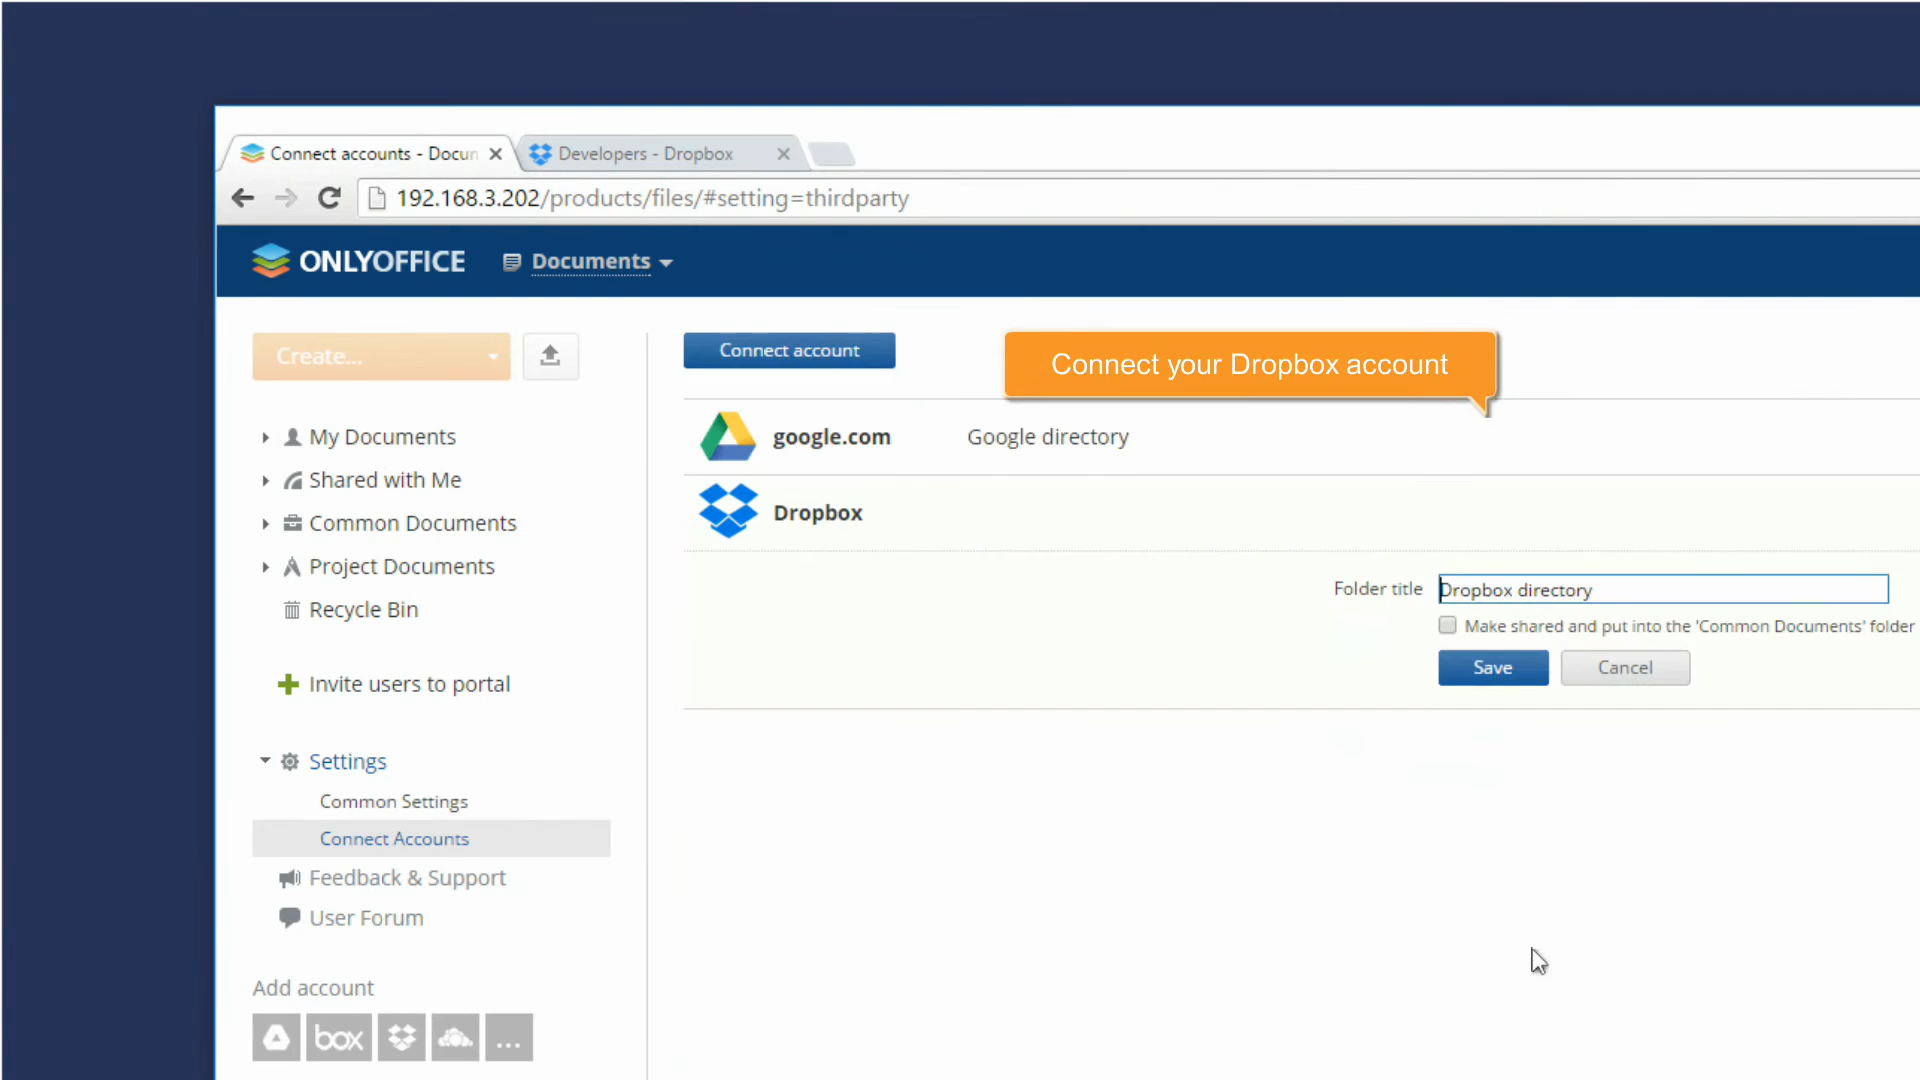 Connect accounts - Docun
Developers - Dropbox
192.168.3.202/products/files/#setting=thirdparty
ONLYOFFICE
Documents
Create...
Connect account
Connect your Dropbox account
My Documents
google.com
Google directory
Shared with Me
Dropbox
Common Documents
Project Documents
Folder title
Dropbox directory
Recycle Bin
Make shared and put into the 'Common Documents' folder
Save
Cancel
Invite users to portal
Settings
Common Settings
Connect Accounts
Feedback & Support
User Forum
Add account
box
...